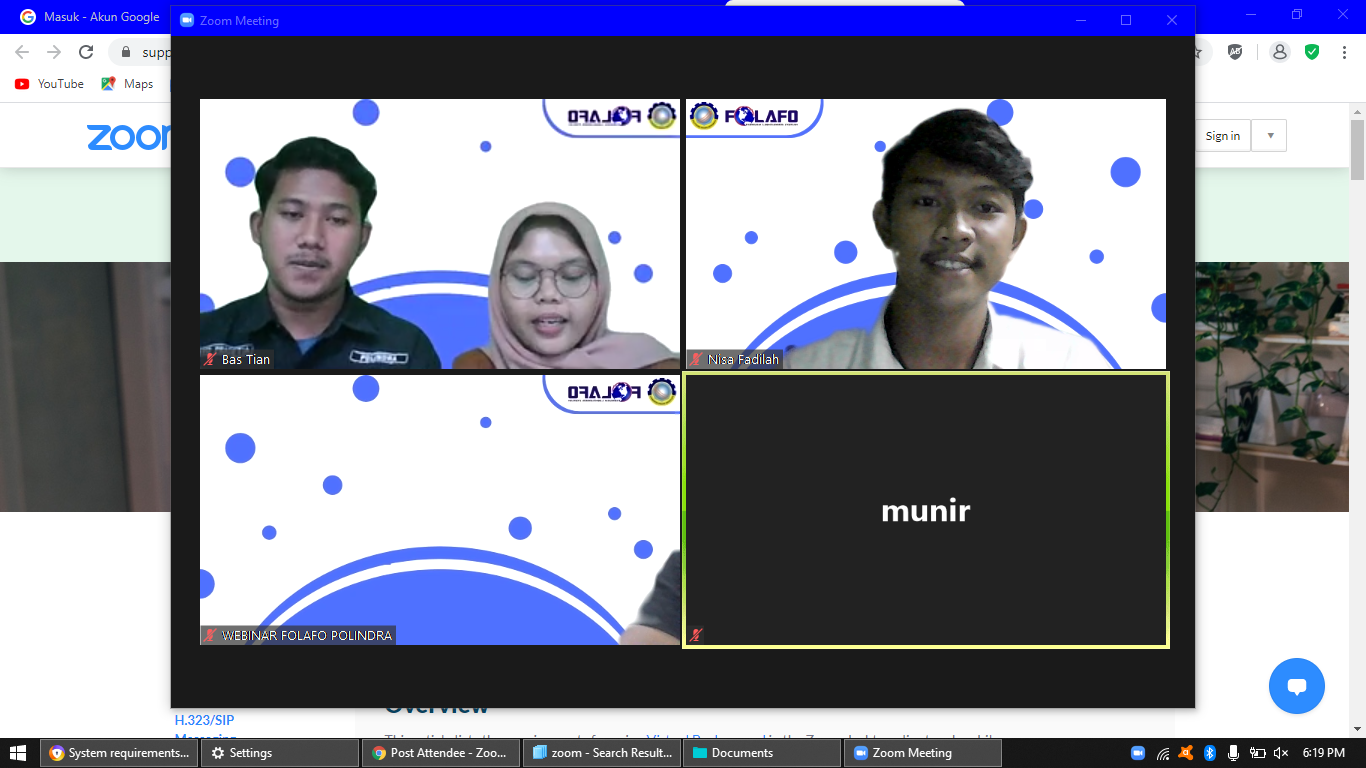 Masuk - Akun Google
Zoom Meeting
supp
YouTube
Maps
zoom
Sign in
FOLAFO
FOLAFO
POLINDRA
Bas Tian
Nisa Fadilah
FOLAFO
munir
WEBINAR FOLAFO POLINDRA
Overview
H.323/SIP
System requirements...
Settings
Post Attendee - Zoo...
zoom - Search Result...
Documents
Zoom Meeting
6:19 PM